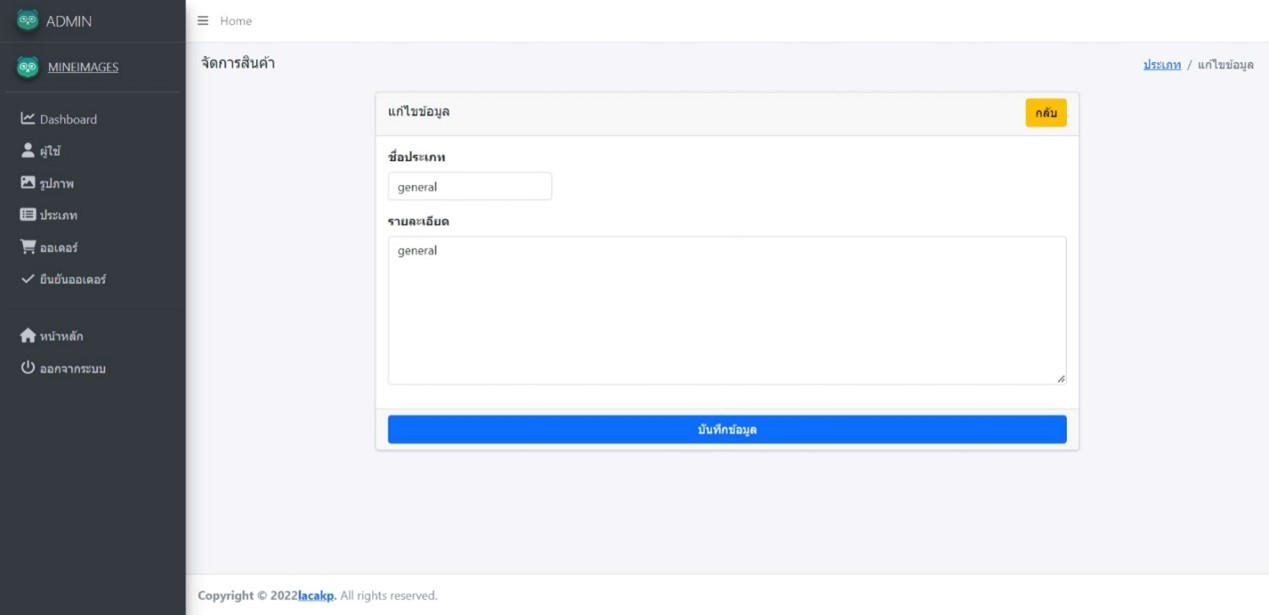 ADMIN
Home
MINEIMAGES
จัดการสินค้า
ประเภท / แก้ไขข้อมูล
Dashboard
ผู้ใช้
รูปภาพ
ประเภท
ออเดอร์
ยืนยันออเดอร์
หน้าหลัก
ออกจากระบบ
แก้ไขข้อมูล
กลับ
ชื่อประเภท
general
รายละเอียด
general
บันทึกข้อมูล
Copyright © 2022lacakp. All rights reserved.